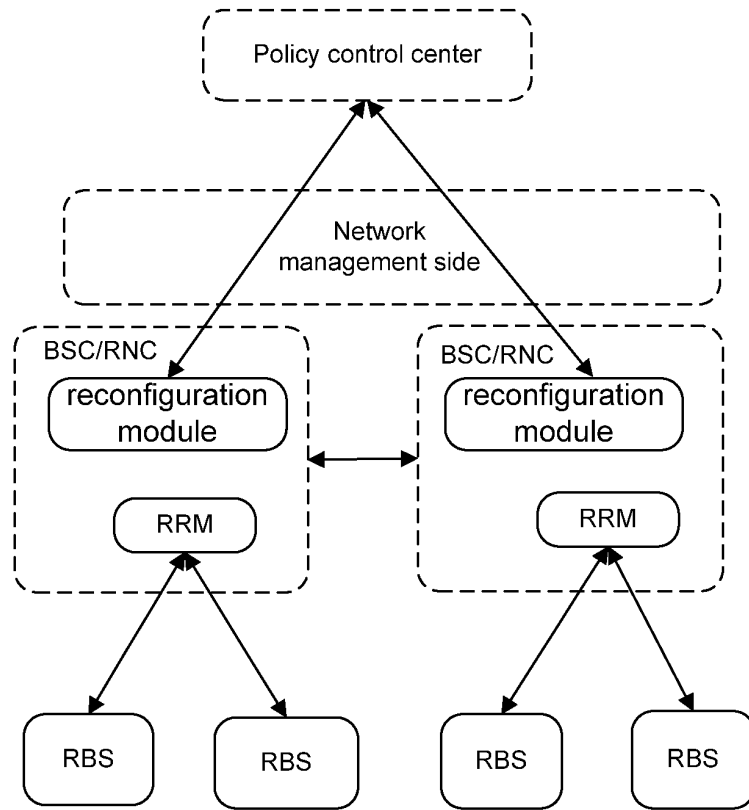 Policy control center
Network
management side
BSC/RNC
reconfiguration
module
RRM
BSC/RNC
reconfiguration
module
RRM
RBS
RBS
RBS
RBS